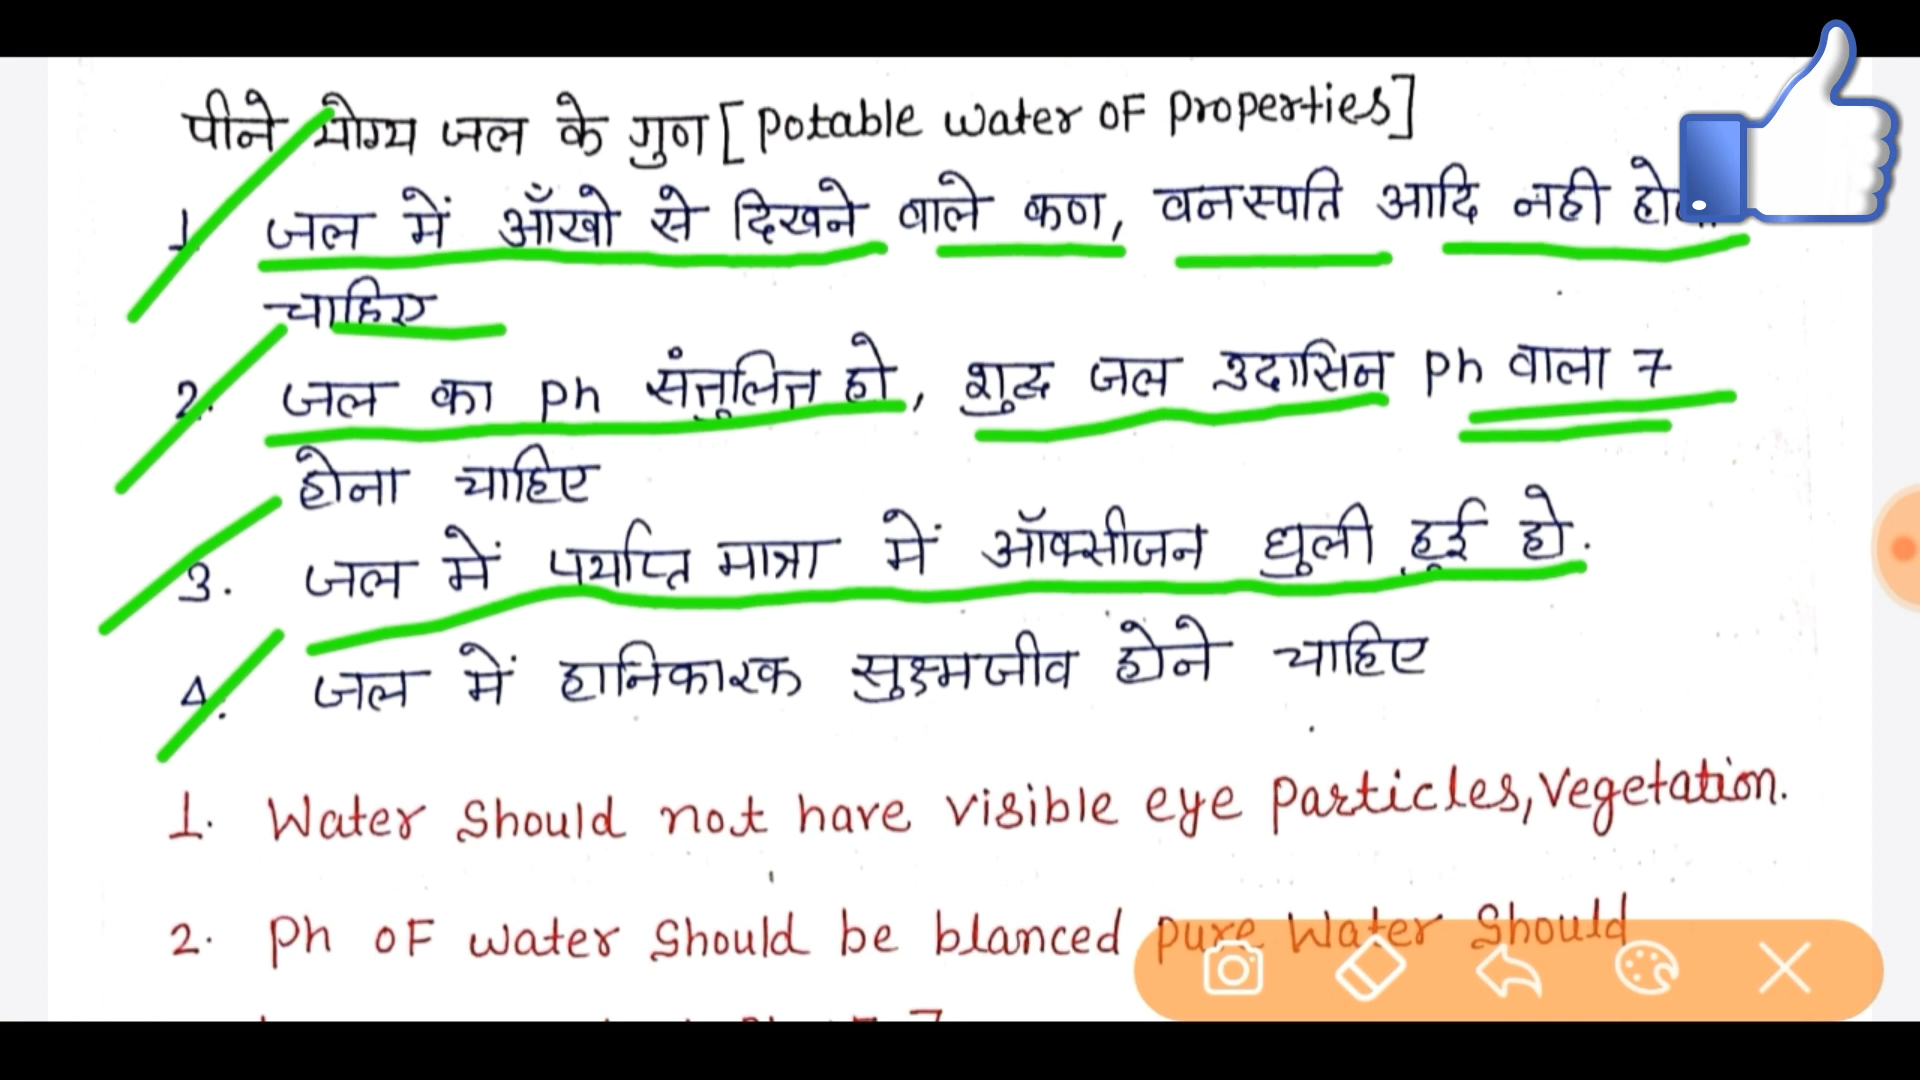 पीने योग्य जल के गुण [Potable water OF Properties]
1. जल में आँखो से दिखने वाले कण, वनस्पति आदि नही
चाहिए
2. जल का Ph संतुलित हो, शुद्ध जल उदासिन Ph वाला 7
होना चाहिए
3. जल में पर्याप्त मात्रा में ऑक्सीजन घुली हुई हो.
4. जल में हानिकारक सुक्ष्मजीव होने चाहिए
1. Water should not have visible eye particles, Vegetation.
2. Ph OF water should be blanced pure Water should